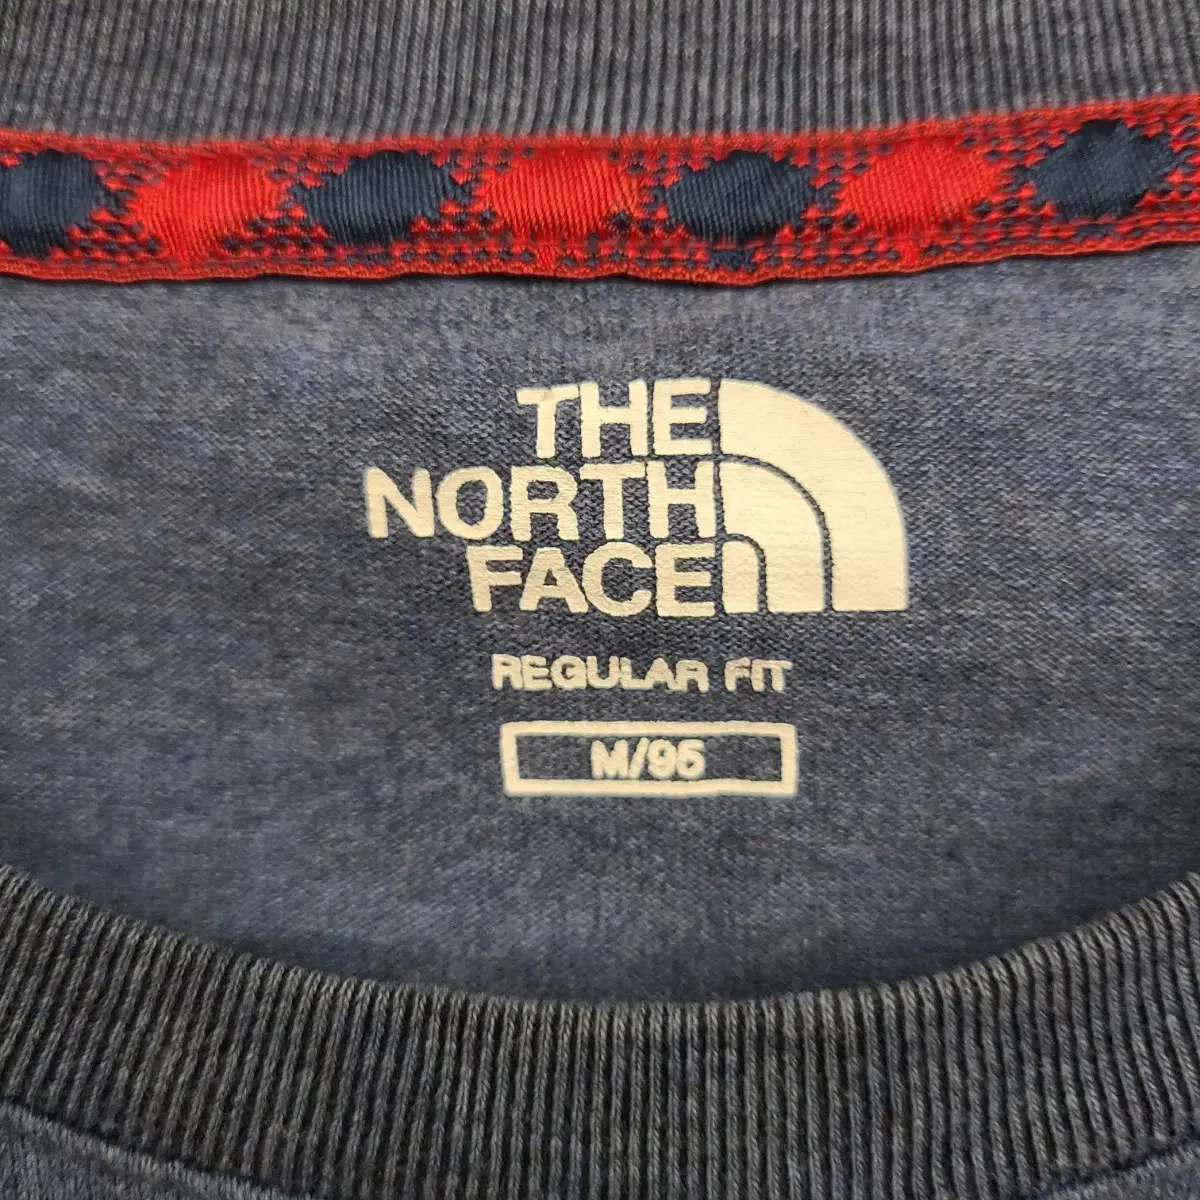 THE
NORTH
FACE
REGULAR FIT
M/95